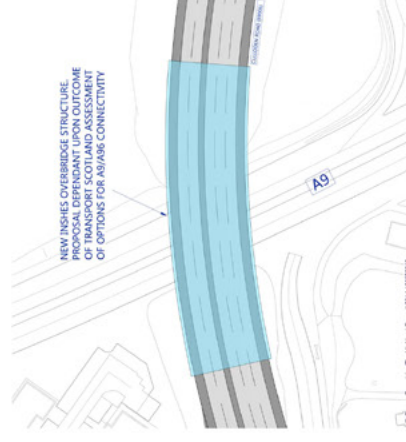 NEW INSHES OVERBRIDGE STRUCTURE.
PROPOSAL DEPENDANT UPON OUTCOME
OF TRANSPORT SCOTLAND ASSESSMENT
OF OPTIONS FOR A9/A96 CONNECTIVITY
A9